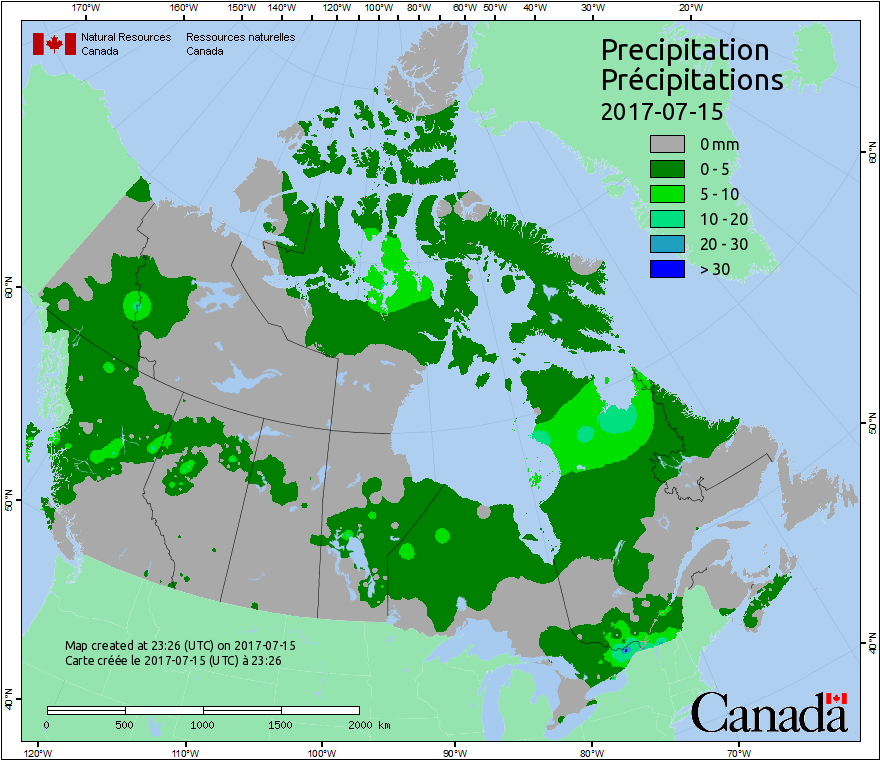 170°W 160°W 150°W 140°W 130°W 120°W 110°W 100°W 90°W 80°W 60°W 50°W 40°W 30°W 20°W
Natural Resources Ressources naturelles
Canada Canada
Precipitation
Précipitations
2017-07-15
0 mm
0 - 5
5 - 10
10 - 20
20 - 30
> 30
60°N
60°N
50°N
50°N
40°N
40°N
Map created at 23:26 (UTC) on 2017-07-15
Carte créée le 2017-07-15 (UTC) à 23:26
0 500 1000 1500 2000 km
Canada
120°W 110°W 100°W 90°W 80°W 70°W